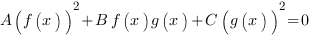 A(f(x))² + B f(x)g(x) + C(g(x))² = 0